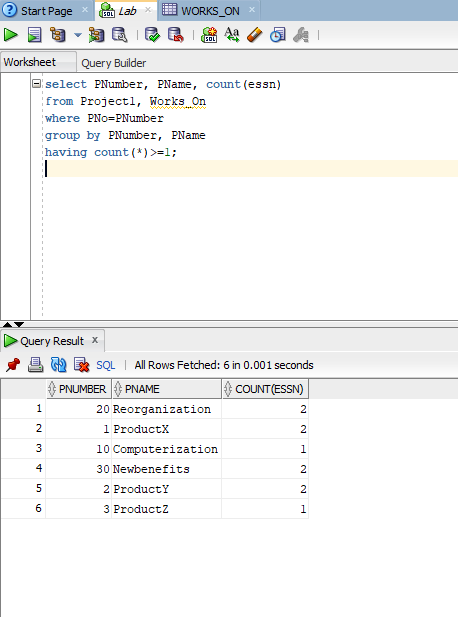 Start Page Lab WORKS_ON
Worksheet Query Builder
select PNumber, PName, count(essn)
from Project1, Works_On
where PNo=PNumber
group by PNumber, PName
having count(*)>=1;
Query Result x
SQL | All Rows Fetched: 6 in 0.001 seconds
PNUMBER PNAME COUNT(ESSN)
1 20 Reorganization 2
2 1 ProductX 2
3 10 Computerization 1
4 30 Newbenefits 2
5 2 ProductY 2
6 3 ProductZ 1